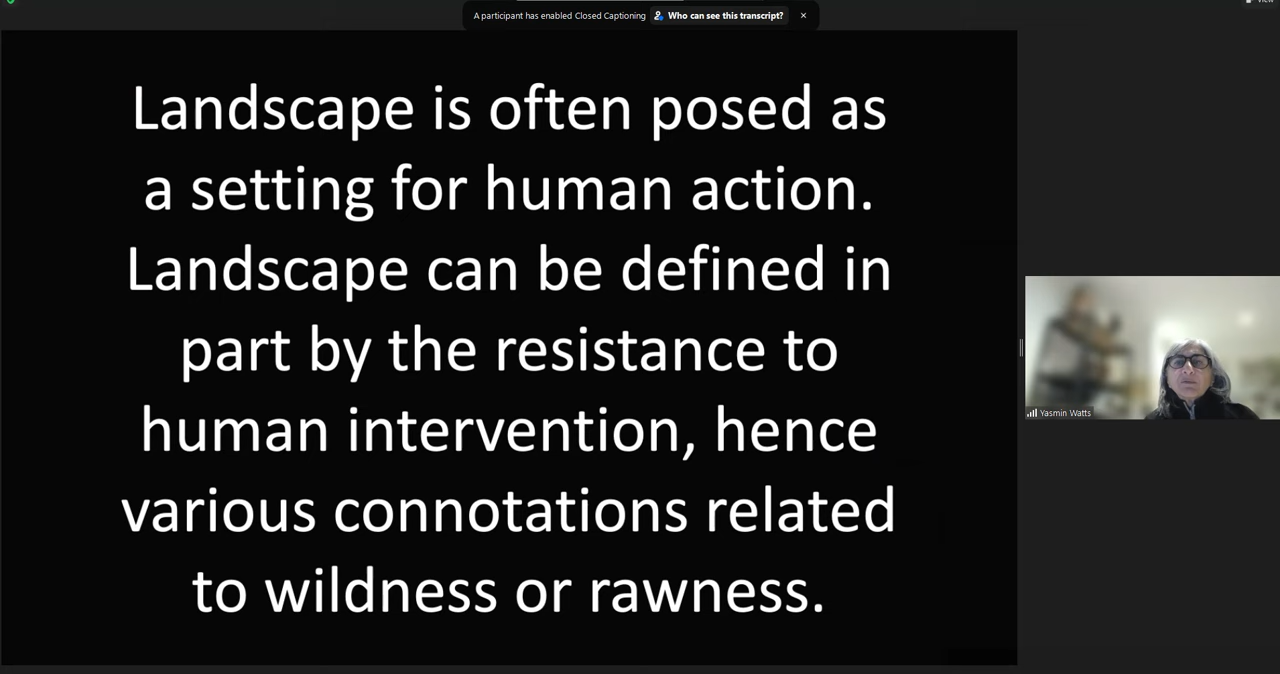 A participant has enabled Closed Captioning Who can see this transcript?
View
Landscape is often posed as
a setting for human action.
Landscape can be defined in
part by the resistance to
human intervention, hence
various connotations related
to wildness or rawness.
Yasmin Watts